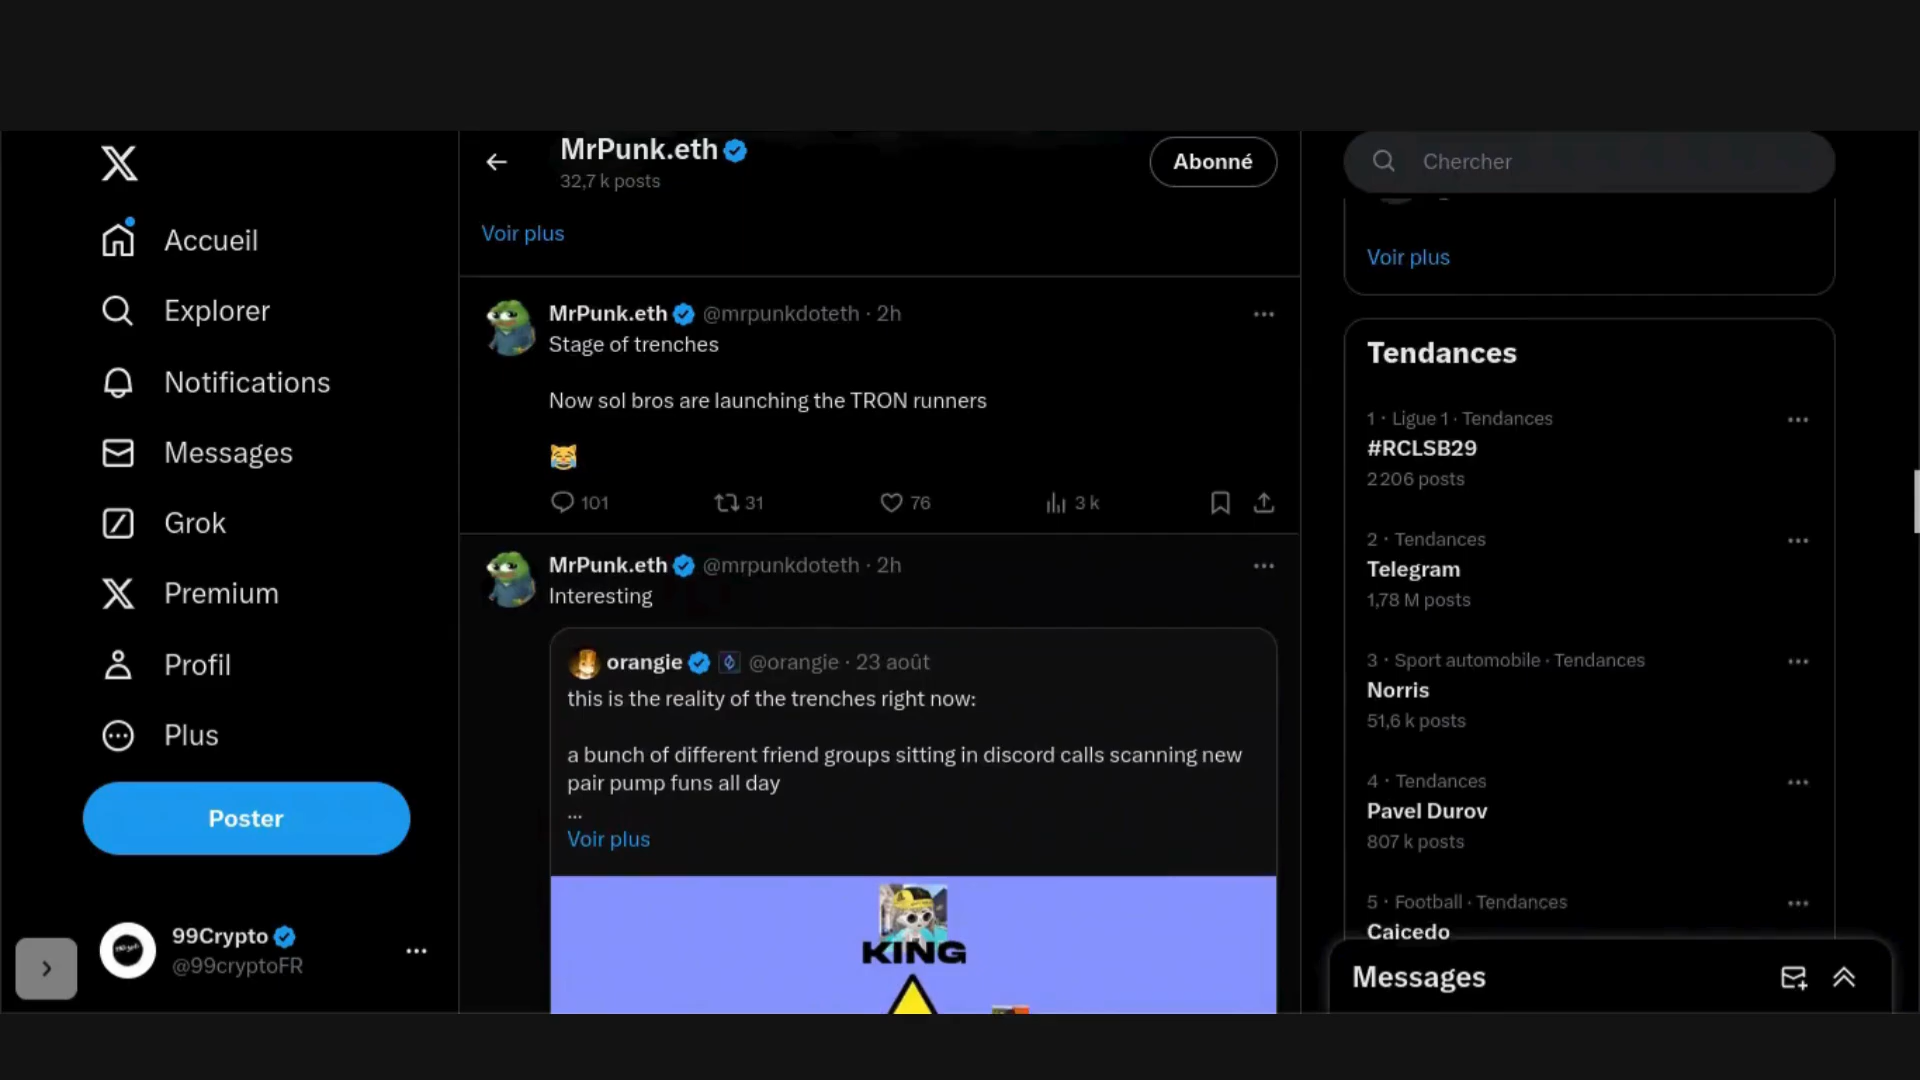 Accueil
Explorer
Notifications
Messages
Grok
Premium
Profil
Plus
Poster
99Crypto
@99cryptoFR
MrPunk.eth
32,7 k posts
Abonné
Voir plus
MrPunk.eth @mrpunkdoteth · 2h
Stage of trenches
Now sol bros are launching the TRON runners
101 31 76 3 k
MrPunk.eth @mrpunkdoteth · 2h
Interesting
orangie @orangie · 23 août
this is the reality of the trenches right now:
a bunch of different friend groups sitting in discord calls scanning new
pair pump funs all day
...
Voir plus
KING
Chercher
Voir plus
Tendances
1 · Ligue 1 · Tendances
#RCLSB29
2 206 posts
2 · Tendances
Telegram
1,78 M posts
3 · Sport automobile · Tendances
Norris
51,6 k posts
4 · Tendances
Pavel Durov
807 k posts
5 · Football · Tendances
Caicedo
Messages